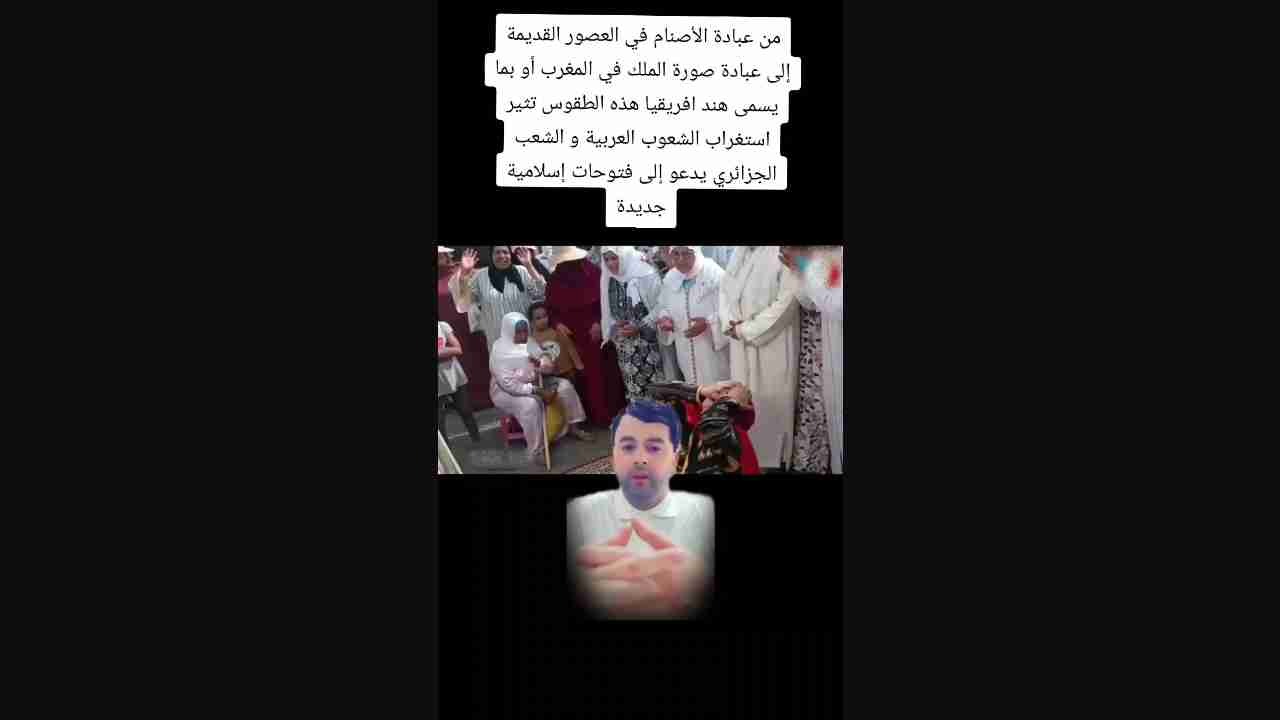 من عبادة الأصنام في العصور القديمة
إلى عبادة صورة الملك في المغرب أو بما
يسمى هند افريقيا هذه الطقوس تثير
استغراب الشعوب العربية و الشعب
الجزائري يدعو إلى فتوحات إسلامية
جديدة